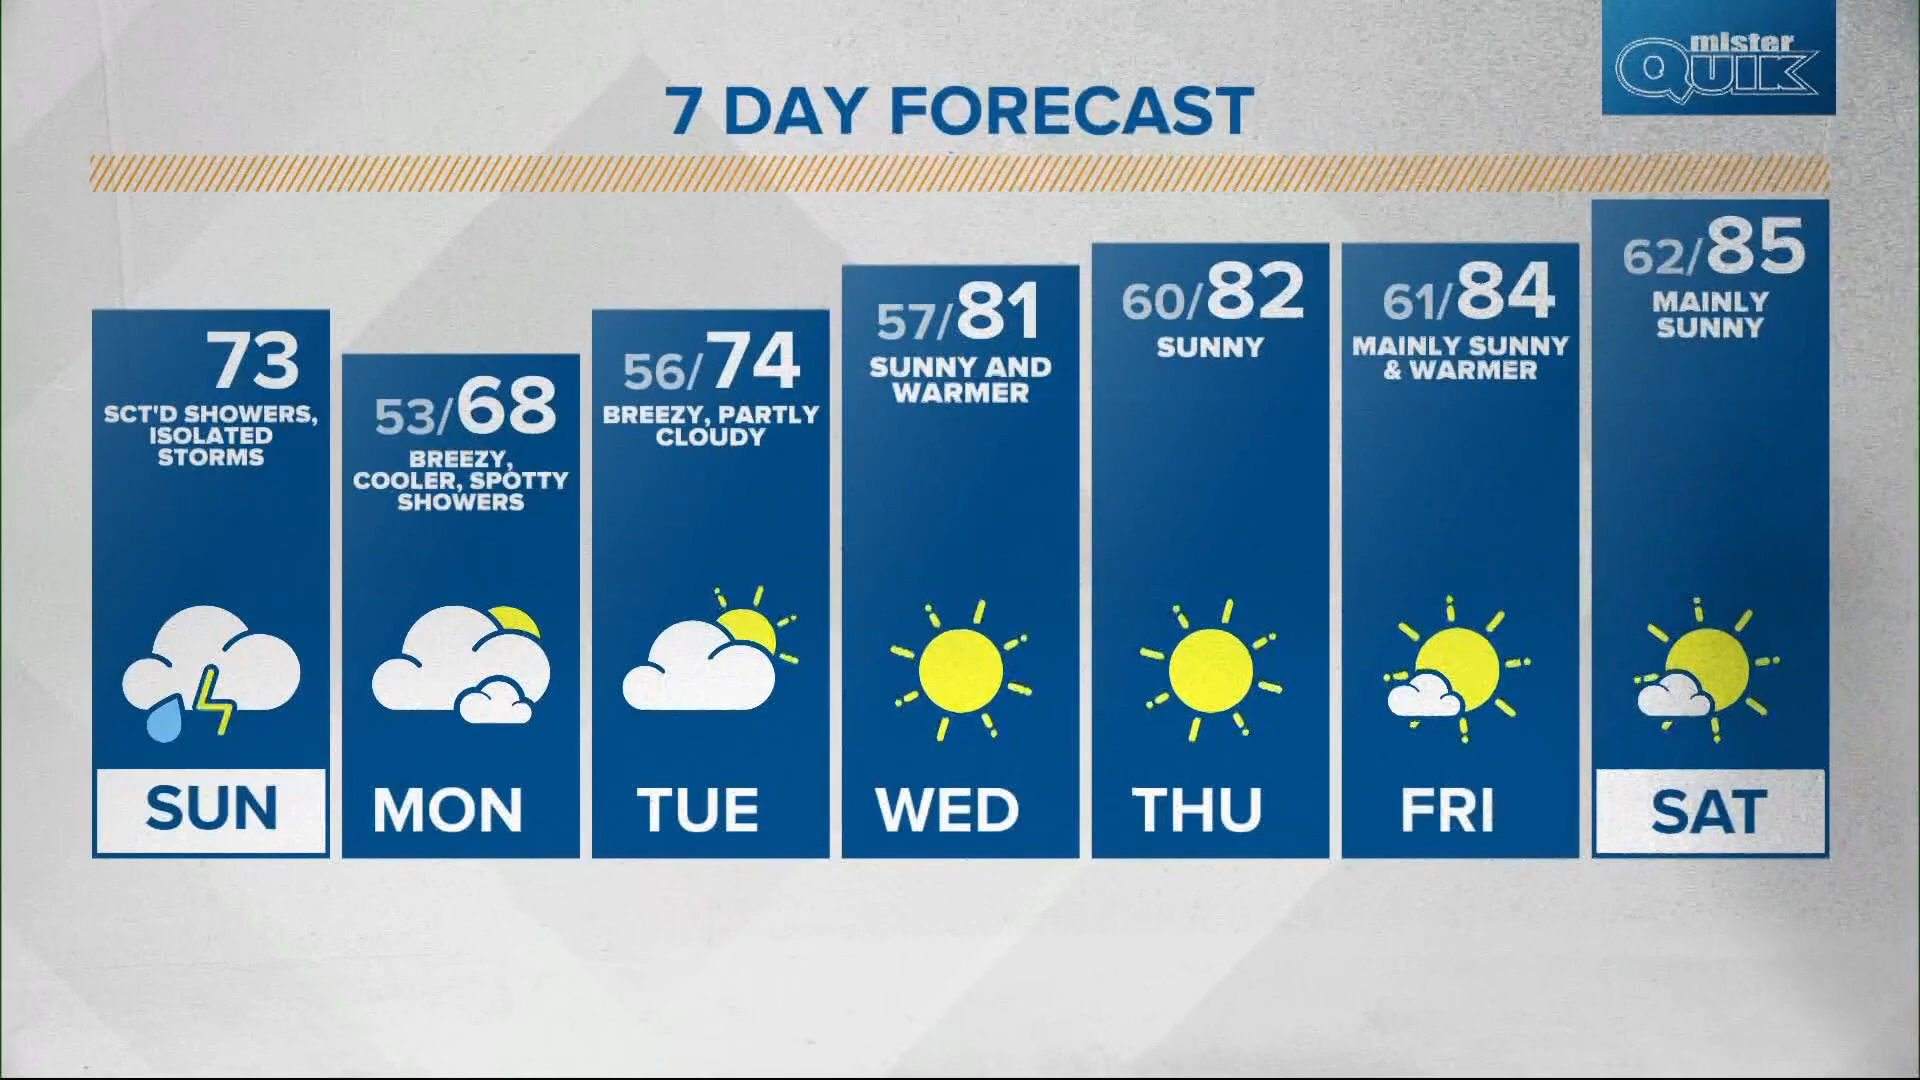 mister
QUIK
7 DAY FORECAST
73
SCT'D SHOWERS,
ISOLATED
STORMS
SUN
53/68
BREEZY,
COOLER, SPOTTY
SHOWERS
MON
56/74
BREEZY, PARTLY
CLOUDY
TUE
57/81
SUNNY AND
WARMER
WED
60/82
SUNNY
THU
61/84
MAINLY SUNNY
& WARMER
FRI
62/85
MAINLY
SUNNY
SAT